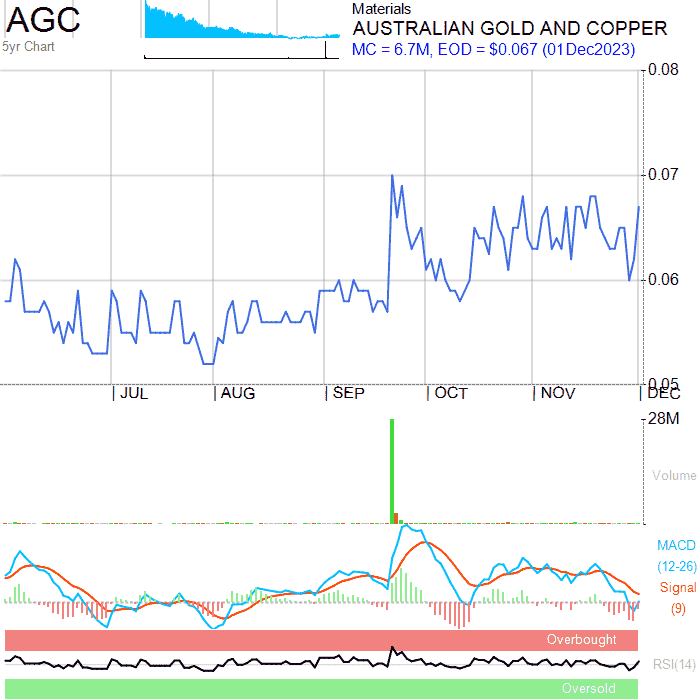 AGC
5yr Chart
Materials
AUSTRALIAN GOLD AND COPPER
MC = 6.7M, EOD = $0.067 (01Dec2023)
0.08
0.07
0.06
0.05
JUL
AUG
SEP
OCT
NOV
DEC
28M
Volume
MACD
(12-26)
Signal
(9)
Overbought
RSI(14)
Oversold